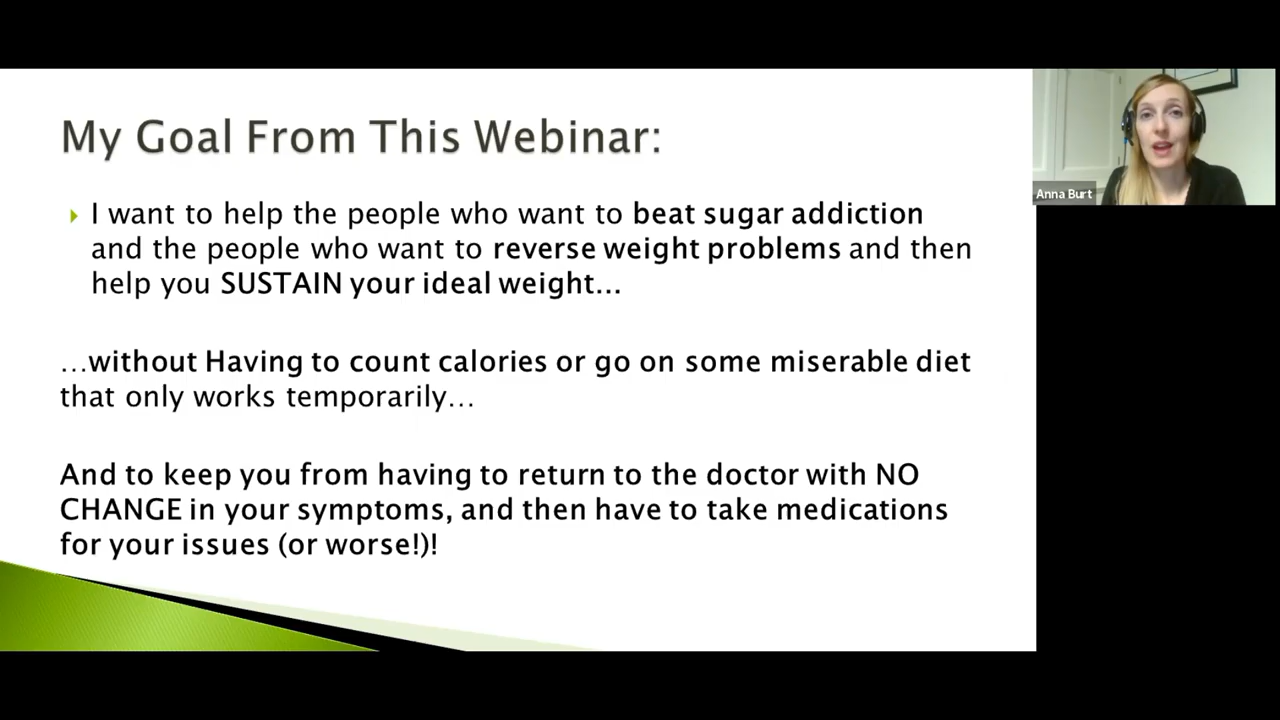 My Goal From This Webinar:
I want to help the people who want to beat sugar addiction
and the people who want to reverse weight problems and then
help you SUSTAIN your ideal weight...
...without Having to count calories or go on some miserable diet
that only works temporarily...
And to keep you from having to return to the doctor with NO
CHANGE in your symptoms, and then have to take medications
for your issues (or worse!)!
Anna Burt